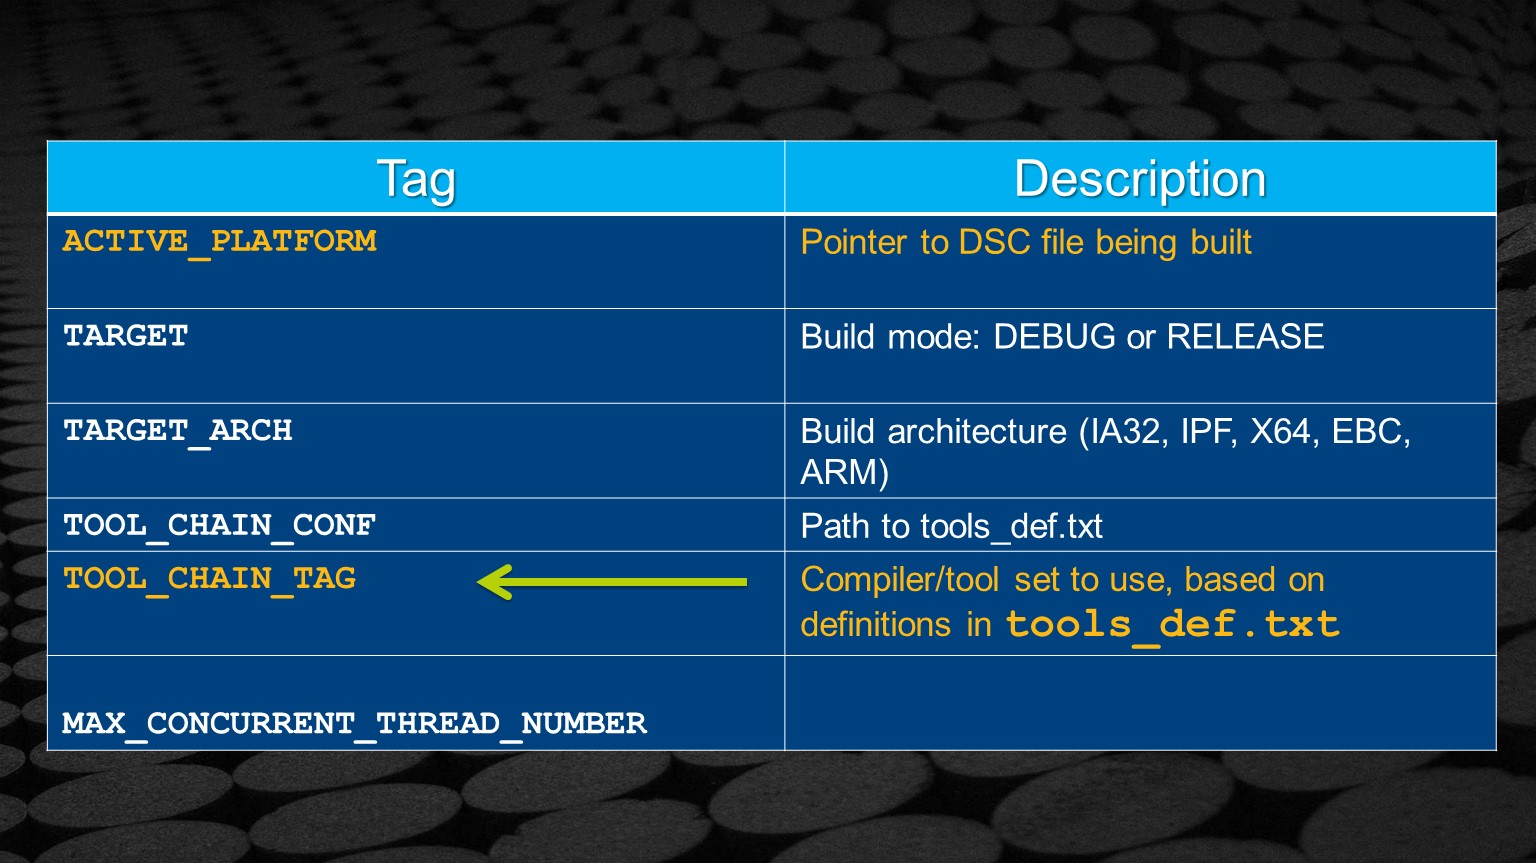 Tag
Description
ACTIVE_PLATFORM
Pointer to DSC file being built
TARGET
Build mode: DEBUG or RELEASE
TARGET_ARCH
Build architecture (IA32, IPF, X64, EBC,
ARM)
TOOL_CHAIN_CONF
Path to tools_def.txt
TOOL_CHAIN_TAG
Compiler/tool set to use, based on
definitions in tools_def.txt
MAX_CONCURRENT_THREAD_NUMBER